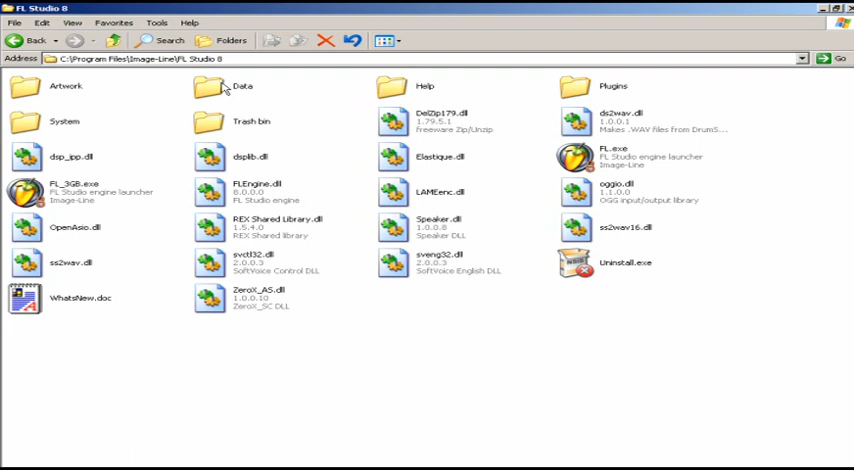 FL Studio 8
File Edit View Favorites Tools Help
Back Search Folders
Address C:\Program Files\Image-Line\FL Studio 8 Go
Artwork
Data
Help
Plugins
System
Trash bin
DelZip179.dll
1.79.5.1
freeware Zip/Unzip
ds2wav.dll
1.0.0.1
Makes .WAV files from DrumS...
dsp_ipp.dll
dsplib.dll
Elastique.dll
FL.exe
FL Studio engine launcher
Image-Line
FL_3GB.exe
FL Studio engine launcher
Image-Line
FLEngine.dll
8.0.0.0
FL Studio engine
LAMEenc.dll
oggio.dll
1.1.0.0
OGG input/output library
OpenAsio.dll
REX Shared Library.dll
1.5.4.0
REX Shared library
Speaker.dll
1.0.0.8
Speaker DLL
ss2wav16.dll
ss2wav.dll
svctl32.dll
2.0.0.3
SoftVoice Control DLL
sveng32.dll
2.0.0.3
SoftVoice English DLL
Uninstall.exe
WhatsNew.doc
ZeroX_AS.dll
1.0.0.10
ZeroX_SC DLL